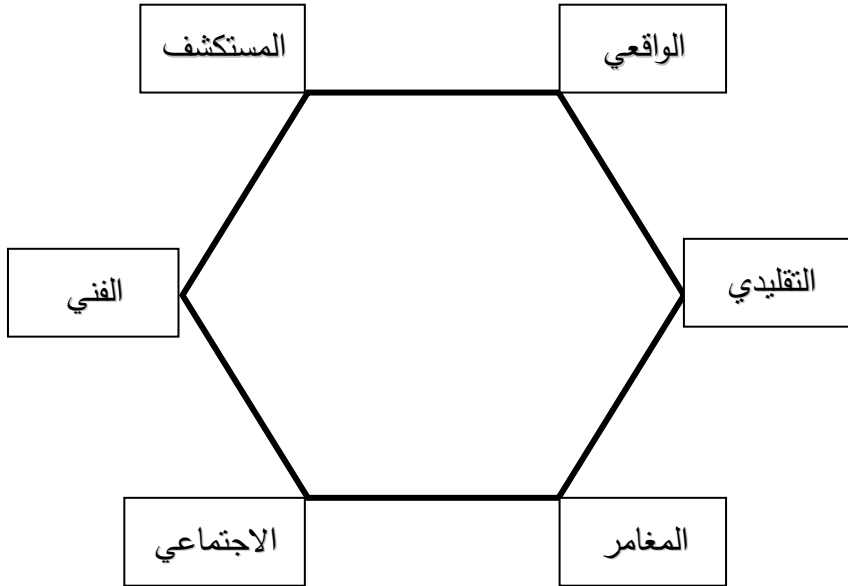 الواقعي
المستكشف
التقليدي
الفني
المغامر
الاجتماعي